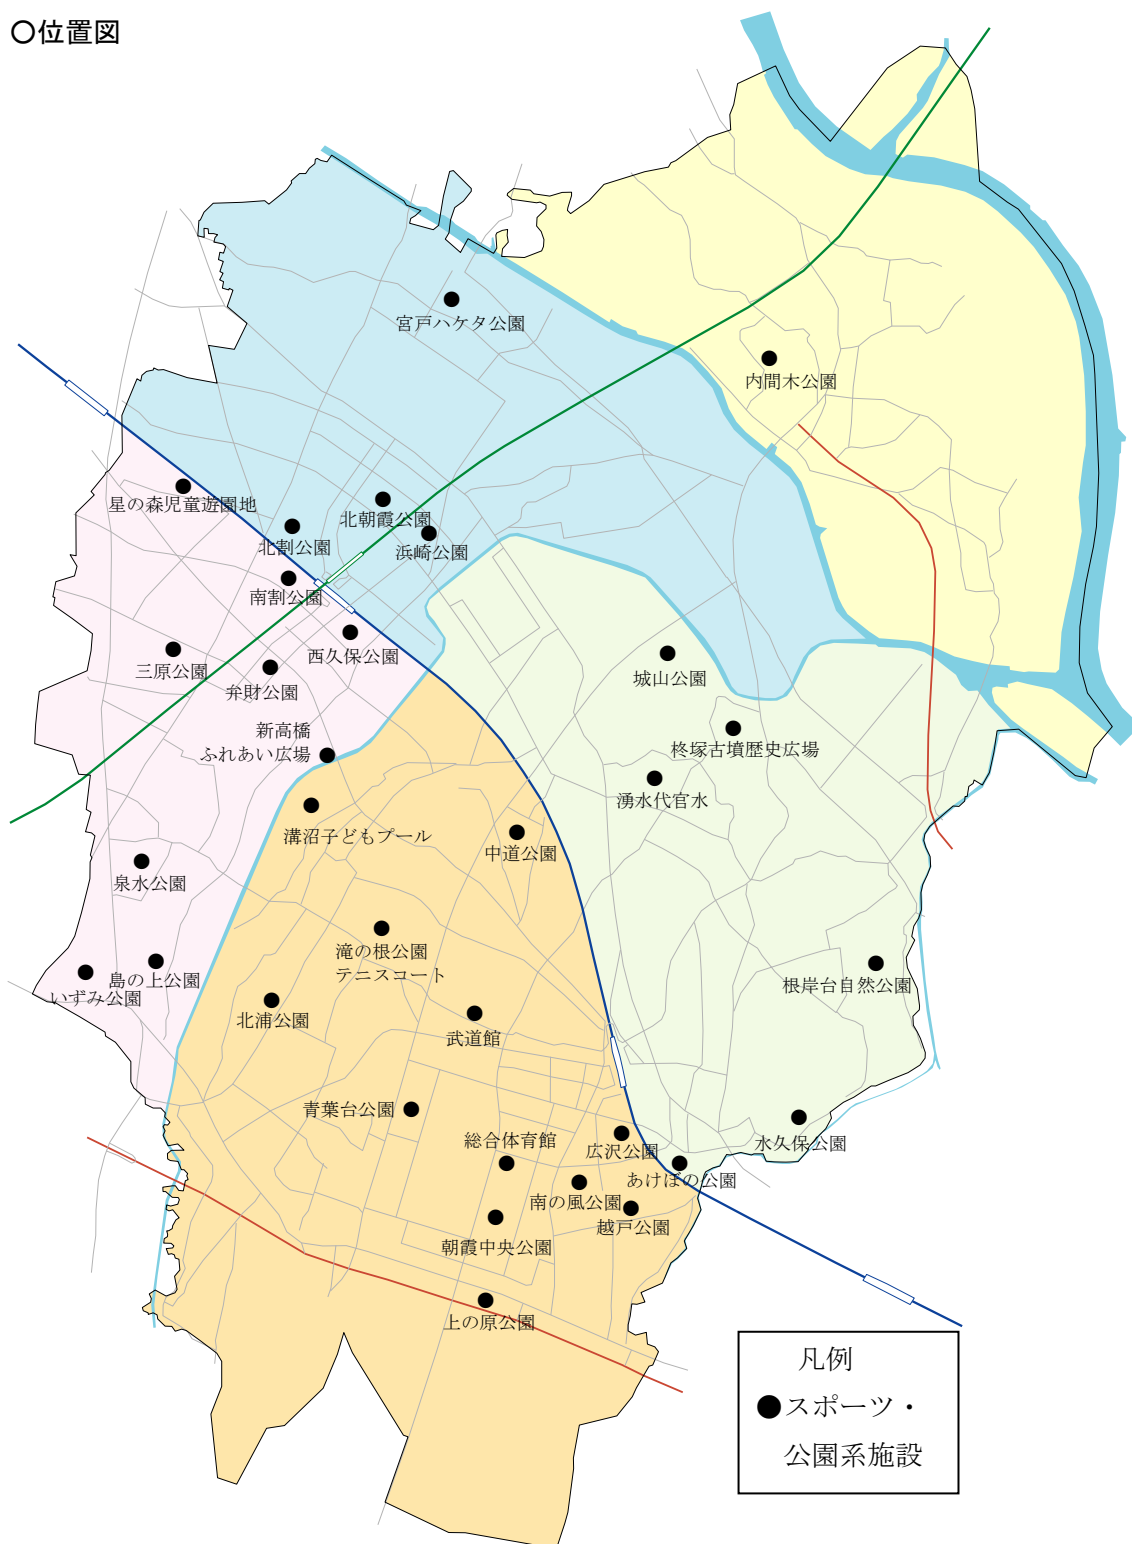 〇位置図
宮戸ハケタ公園
内間木公園
星の森児童遊園地
北朝霞公園
北割公園
浜崎公園
南割公園
西久保公園
三原公園
弁財公園
城山公園
新高橋
ふれあい広場
柊塚古墳歴史広場
湧水代官水
溝沼子どもプール
中道公園
泉水公園
滝の根公園
テニスコート
島の上公園
いずみ公園
根岸台自然公園
北浦公園
武道館
青葉台公園
総合体育館
広沢公園
水久保公園
あけぼの公園
南の風公園
越戸公園
朝霞中央公園
上の原公園
凡例
●スポーツ・
公園系施設